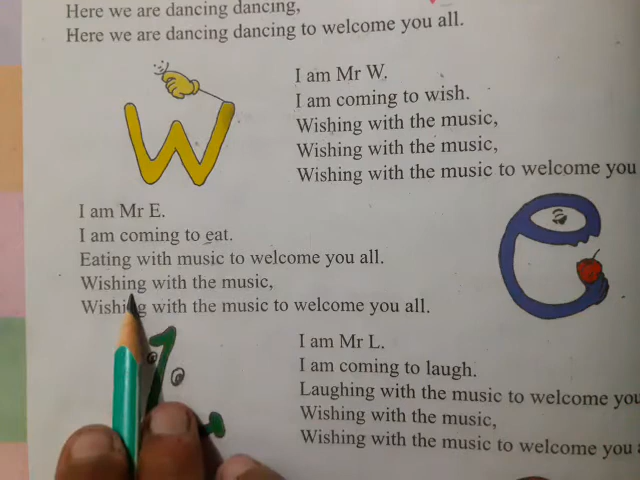 Here we are dancing dancing,
Here we are dancing dancing to welcome you all.
I am Mr W.
I am coming to wish.
Wishing with the music,
Wishing with the music,
Wishing with the music to welcome you
I am Mr E.
I am coming to eat.
Eating with music to welcome you all.
Wishing with the music,
Wishing with the music to welcome you all.
I am Mr L.
I am coming to laugh.
Laughing with the music to welcome you
Wishing with the music,
Wishing with the music to welcome you